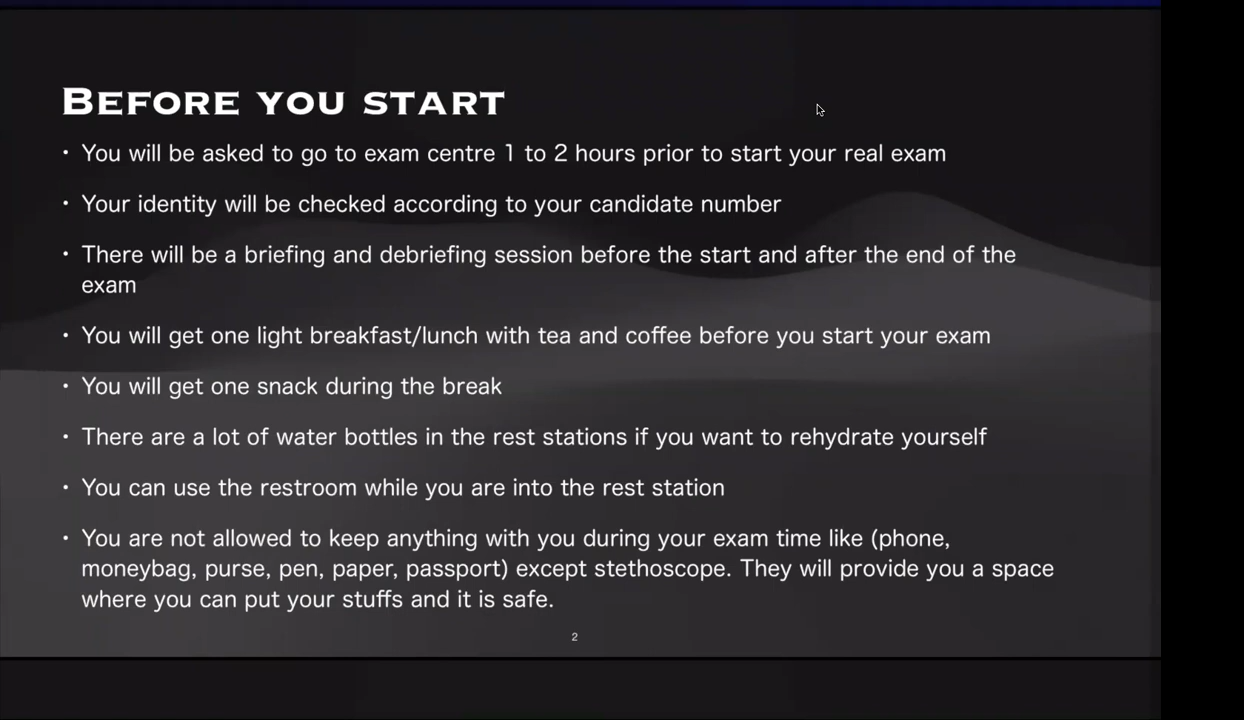 BEFORE YOU START
• You will be asked to go to exam centre 1 to 2 hours prior to start your real exam
• Your identity will be checked according to your candidate number
• There will be a briefing and debriefing session before the start and after the end of the
exam
• You will get one light breakfast/lunch with tea and coffee before you start your exam
• You will get one snack during the break
• There are a lot of water bottles in the rest stations if you want to rehydrate yourself
• You can use the restroom while you are into the rest station
• You are not allowed to keep anything with you during your exam time like (phone,
moneybag, purse, pen, paper, passport) except stethoscope. They will provide you a space
where you can put your stuffs and it is safe.
2